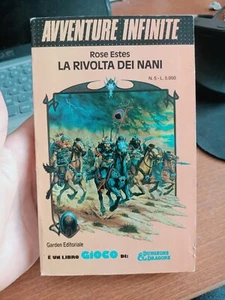 AVVENTURE INFINITE
Rose Estes
LA RIVOLTA DEI NANI
N. 5 - L. 5.000
Garden Editoriale
È UN LIBRO GIOCO DI: DUNGEONS & DRAGONS